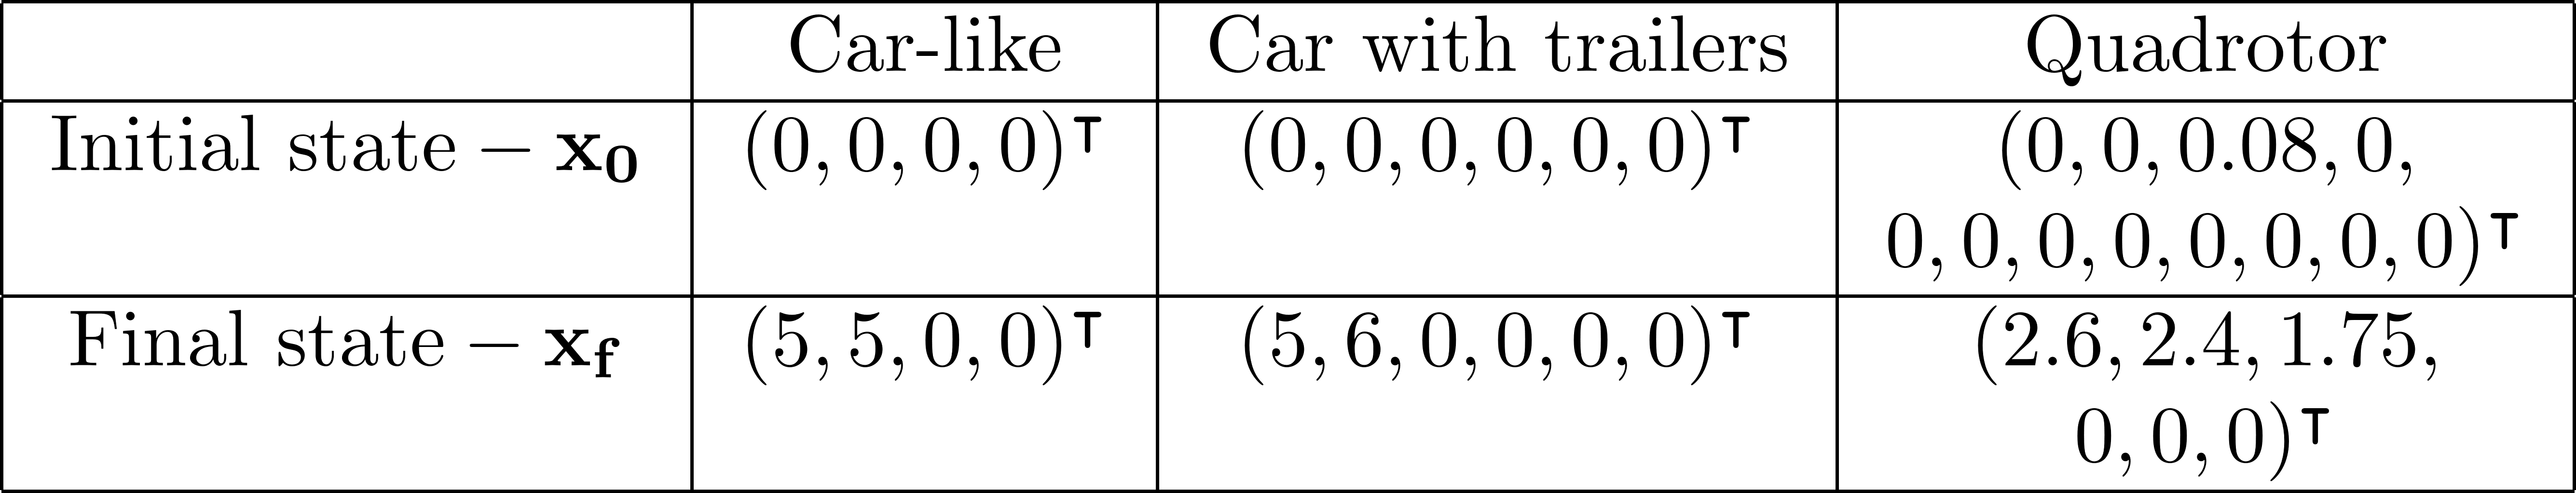 Car-like Car with trailers Quadrotor
Initial state – x₀ (0, 0, 0, 0)⊤ (0, 0, 0, 0, 0, 0)⊤ (0, 0, 0.08, 0,
0, 0, 0, 0, 0, 0, 0, 0)⊤
Final state – x_f (5, 5, 0, 0)⊤ (5, 6, 0, 0, 0, 0)⊤ (2.6, 2.4, 1.75,
0, 0, 0)⊤